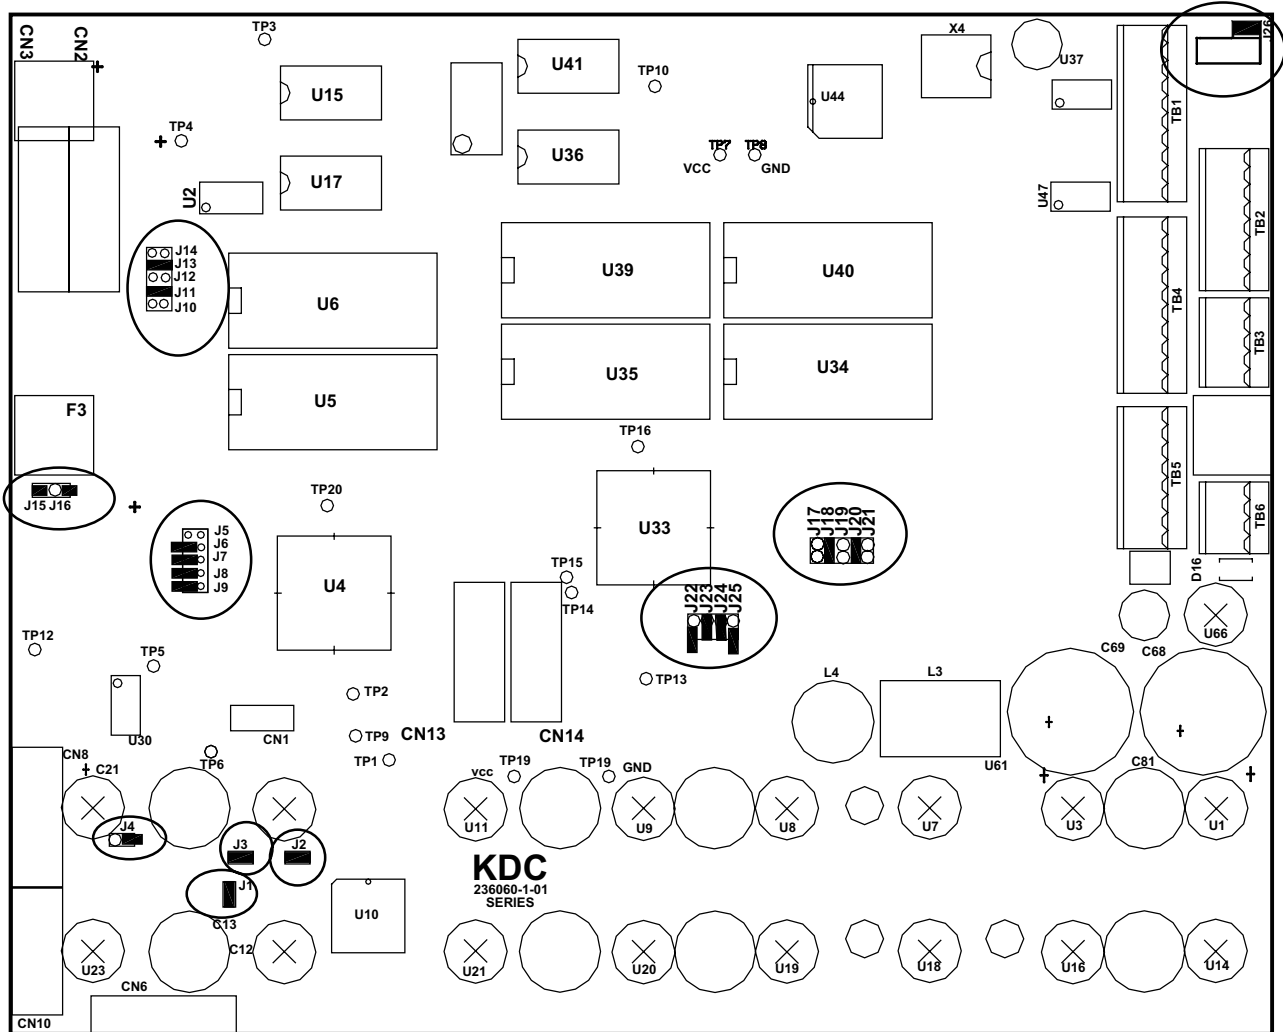 CN3
CN2
TP3
U15
U41
TP10
U44
X4
U37
TB1
J26
TP4
U17
U36
TP7
TP8
VCC
GND
U2
U47
TB2
J14
J13
J12
J11
J10
U6
U39
U40
TB4
TB3
U5
U35
U34
F3
TP16
TB5
TB6
J15 J16
TP20
U33
J17
J18
J19
J20
J21
J5
J6
J7
J8
J9
U4
TP15
TP14
J22
J23
J24
J25
D16
U66
TP12
TP5
TP13
C69
C68
L4
L3
TP2
U30
CN1
TP9
CN13
CN14
TP1
TP6
CN8
C21
vcc
TP19
TP19
GND
U61
C81
J4
J3
J2
U11
U9
U8
U7
U3
U1
KDC
236060-1-01
SERIES
J1
C13
U10
C12
U23
U21
U20
U19
U18
U16
U14
CN6
CN10